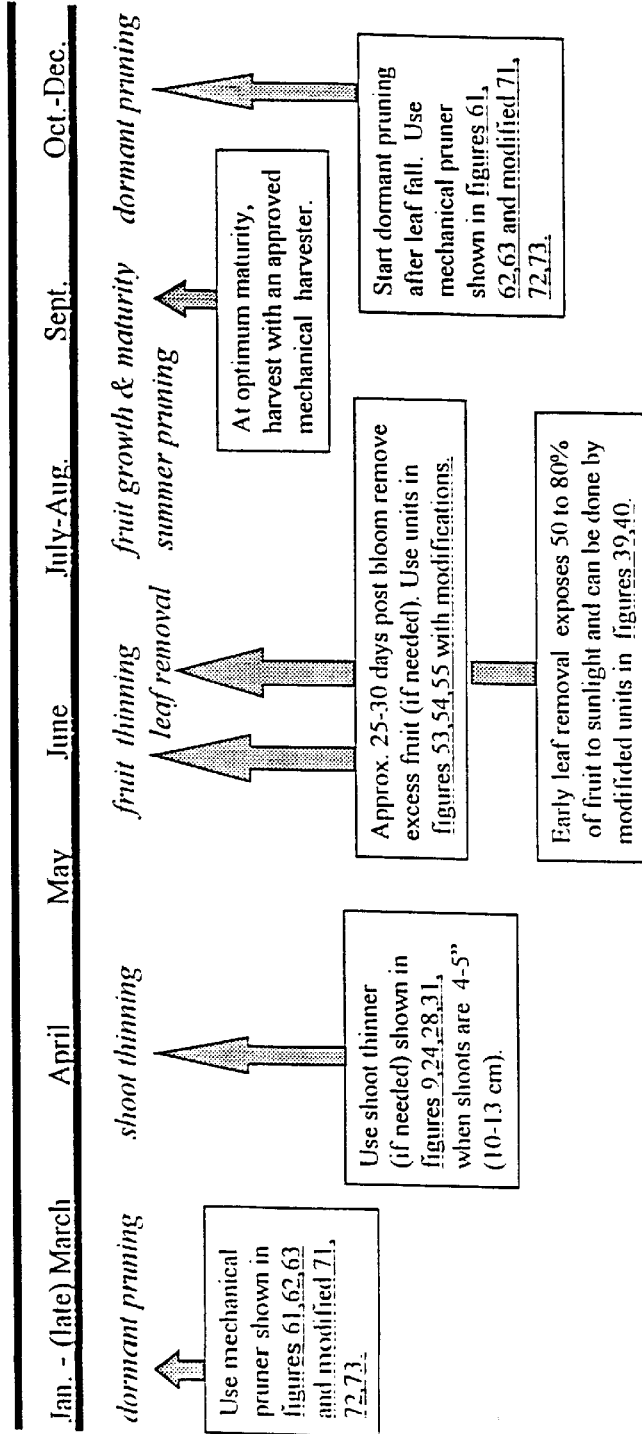 Jan. - (late) March April May June July-Aug. Sept. Oct.-Dec.
dormant pruning shoot thinning fruit thinning fruit growth & maturity dormant pruning
leaf removal summer pruning
Use mechanical
pruner shown in
figures 61,62,63
and modified 71,
72,73.
Use shoot thinner
(if needed) shown in
figures 9,24,28,31,
when shoots are 4-5”
(10-13 cm).
Approx. 25-30 days post bloom remove
excess fruit (if needed). Use units in
figures 53,54,55 with modifications.
Early leaf removal exposes 50 to 80%
of fruit to sunlight and can be done by
modifided units in figures 39,40.
At optimum maturity,
harvest with an approved
mechanical harvester.
Start dormant pruning
after leaf fall. Use
mechanical pruner
shown in figures 61,
62,63 and modified 71,
72,73.